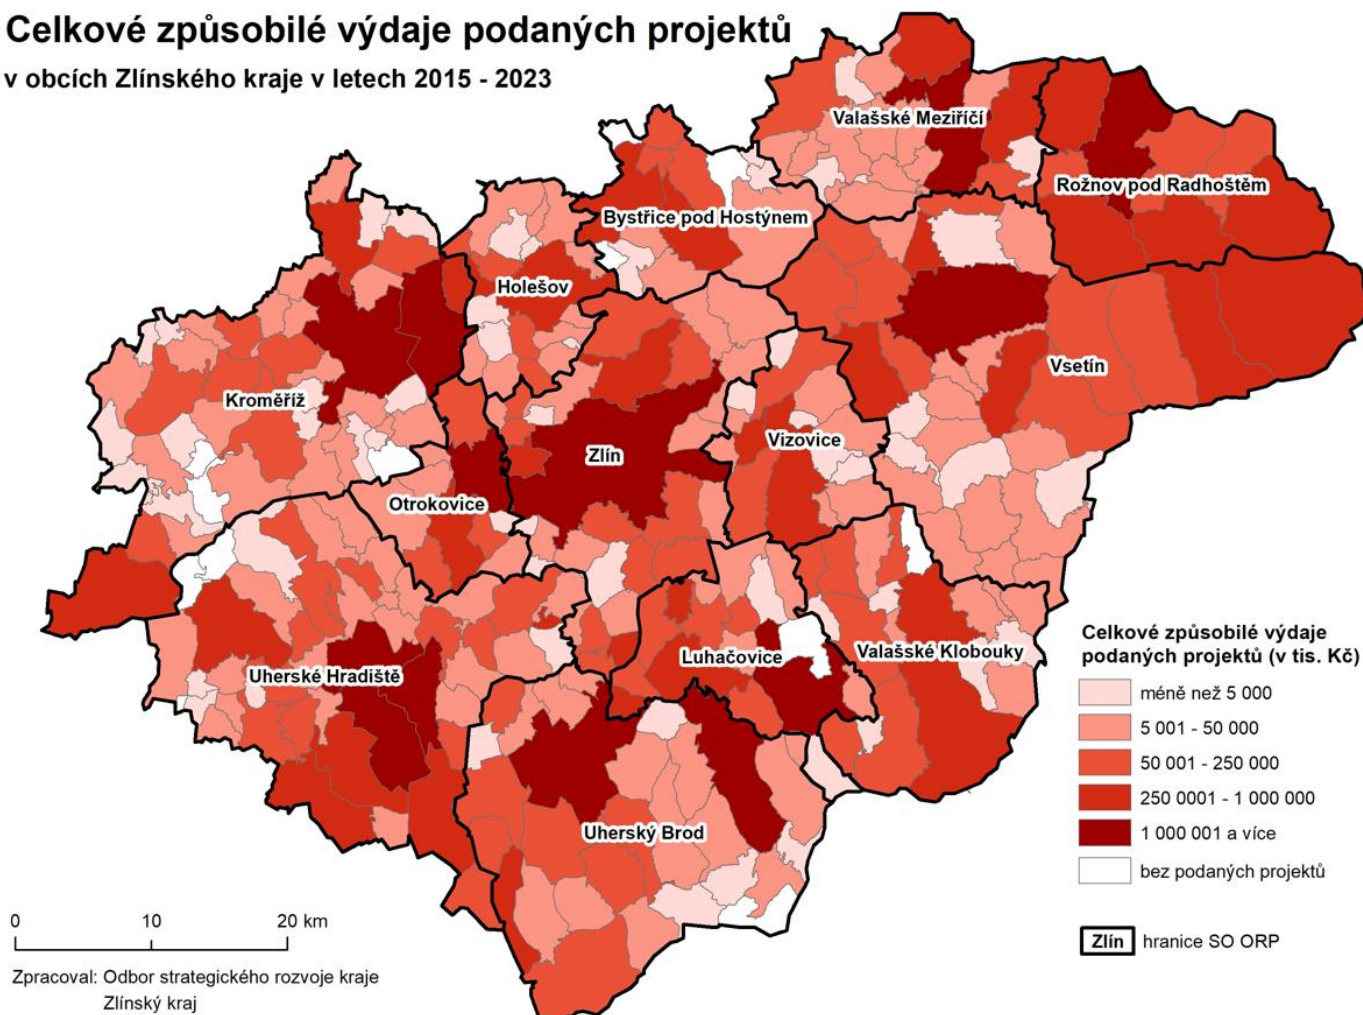 Celkové způsobilé výdaje podaných projektů
v obcích Zlínského kraje v letech 2015 - 2023
Valašské Meziříčí
Rožnov pod Radhoštěm
Bystřice pod Hostýnem
Holešov
Vsetín
Kroměříž
Vizovice
Zlín
Otrokovice
Luhačovice
Valašské Klobouky
Uherské Hradiště
Uherský Brod
Celkové způsobilé výdaje
podaných projektů (v tis. Kč)
méně než 5 000
5 001 - 50 000
50 001 - 250 000
250 0001 - 1 000 000
1 000 001 a více
bez podaných projektů
Zlín hranice SO ORP
0 10 20 km
Zpracoval: Odbor strategického rozvoje kraje
Zlínský kraj